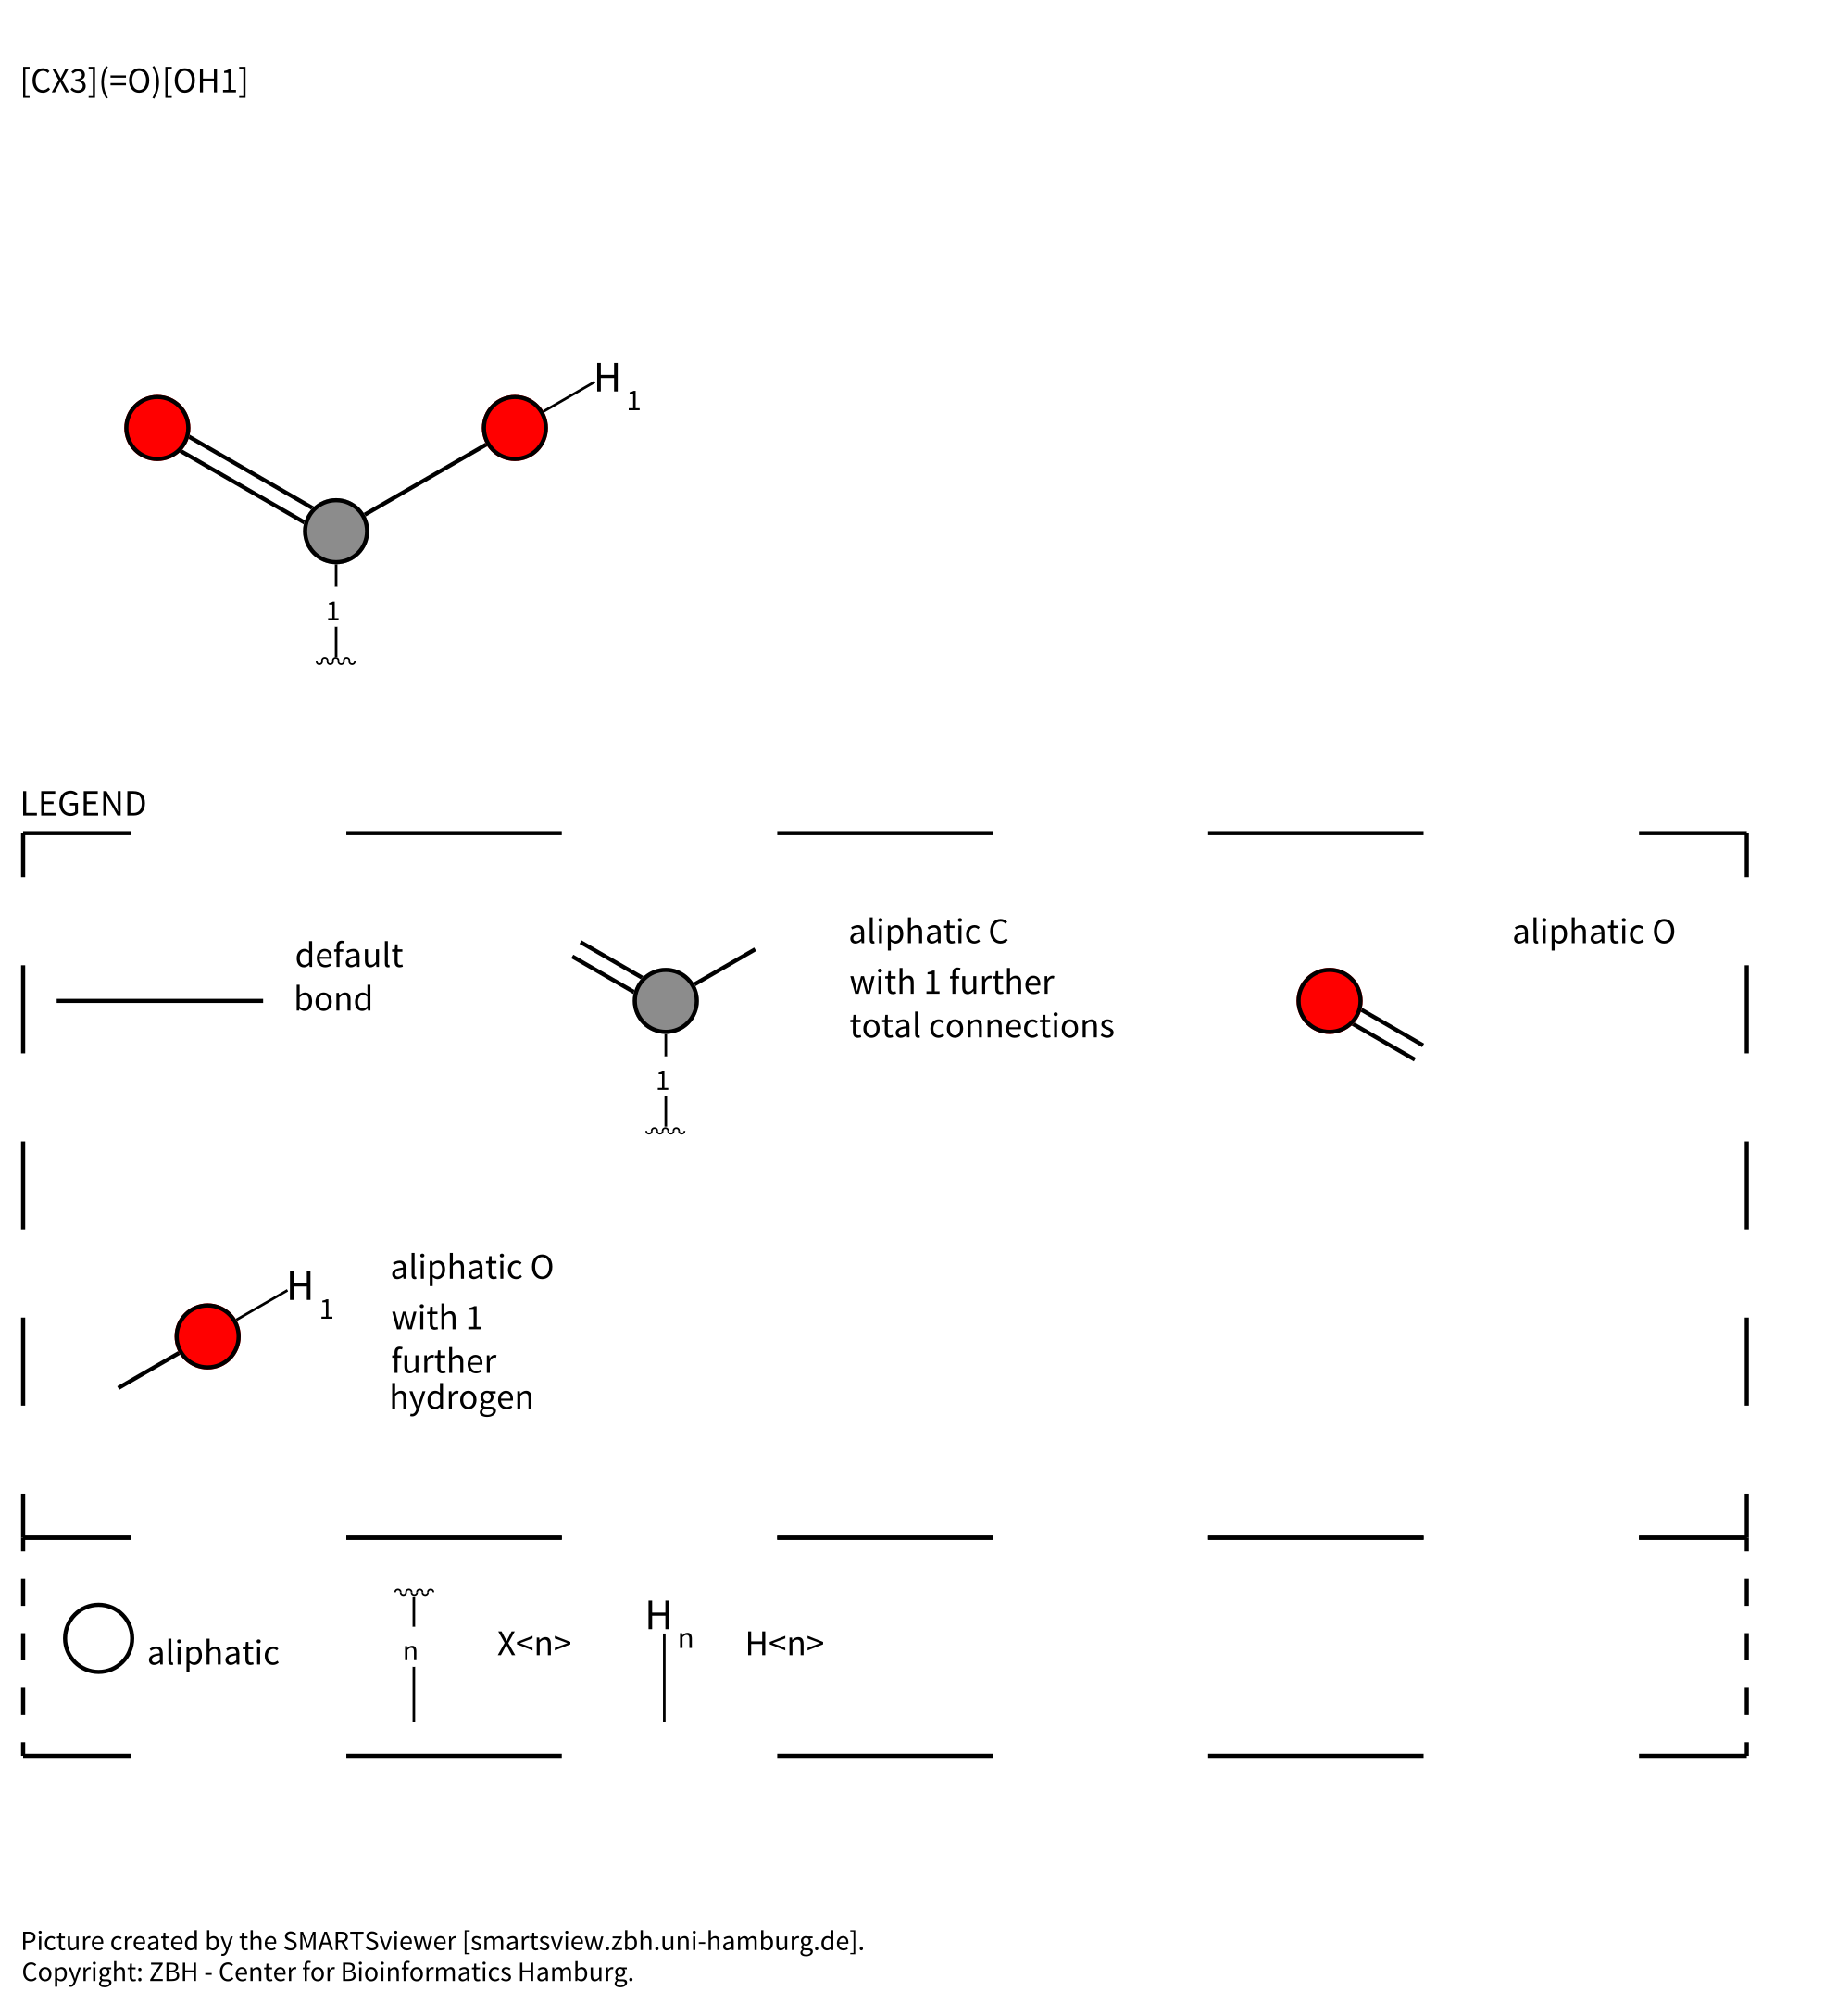 [CX3](=O)[OH1]
H
1
1
LEGEND
default
bond
1
aliphatic C
with 1 further
total connections
aliphatic O
H
1
aliphatic O
with 1
further
hydrogen
aliphatic
n
X<n>
H
n
H<n>
Picture created by the SMARTSviewer [smartsview.zbh.uni-hamburg.de].
Copyright: ZBH - Center for Bioinformatics Hamburg.